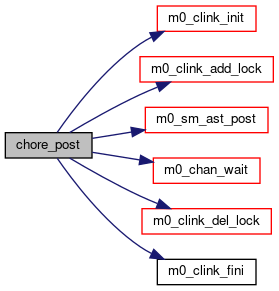 m0_clink_init
m0_clink_add_lock
m0_sm_ast_post
chore_post
m0_chan_wait
m0_clink_del_lock
m0_clink_fini